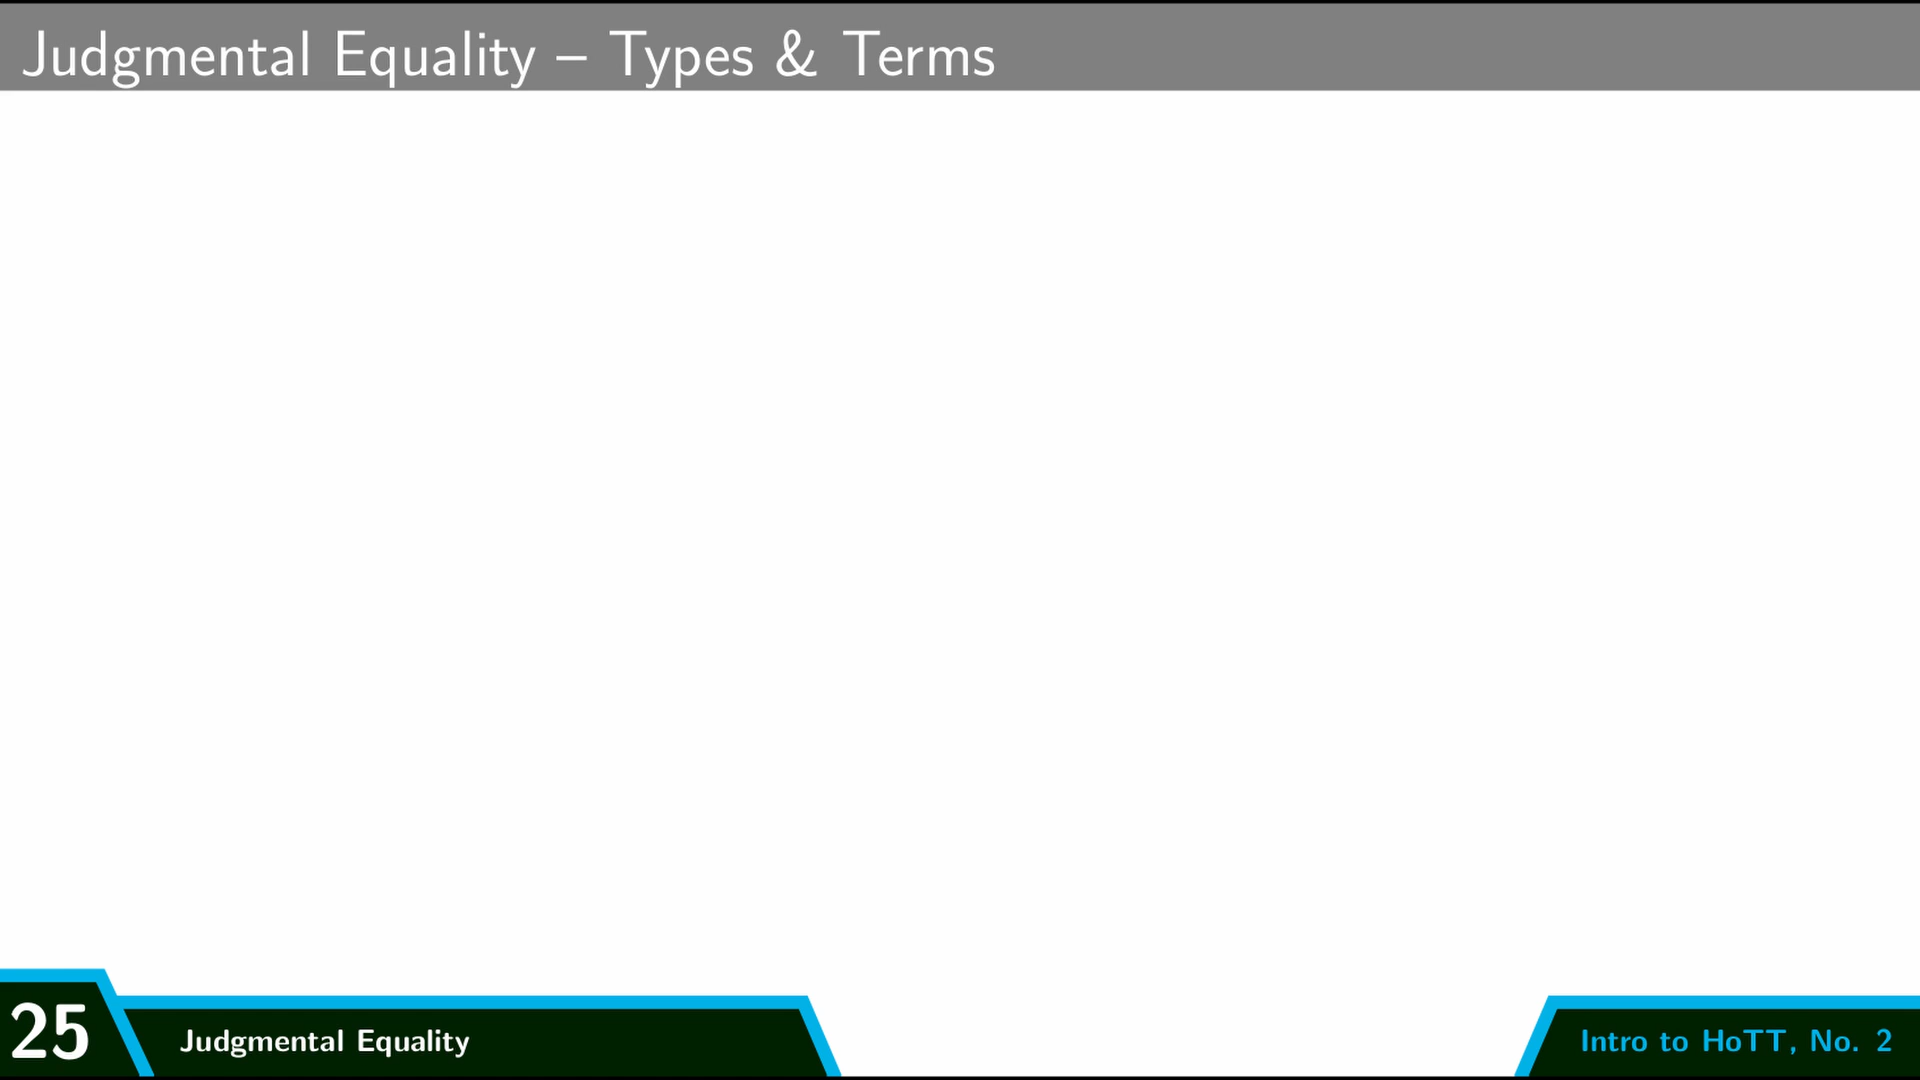 Judgmental Equality – Types & Terms
25
Judgmental Equality
Intro to HoTT, No. 2